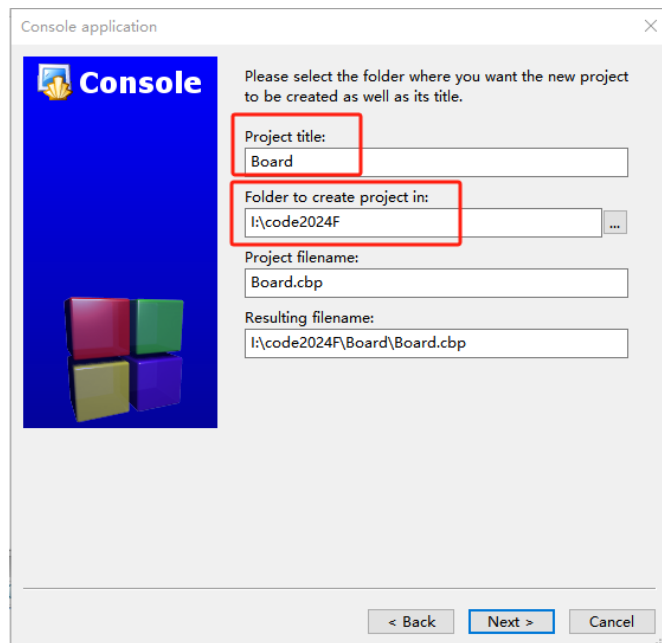 Console application
Console
Please select the folder where you want the new project
to be created as well as its title.
Project title:
Board
Folder to create project in:
I:\code2024F
...
Project filename:
Board.cbp
Resulting filename:
I:\code2024F\Board\Board.cbp
< Back
Next >
Cancel